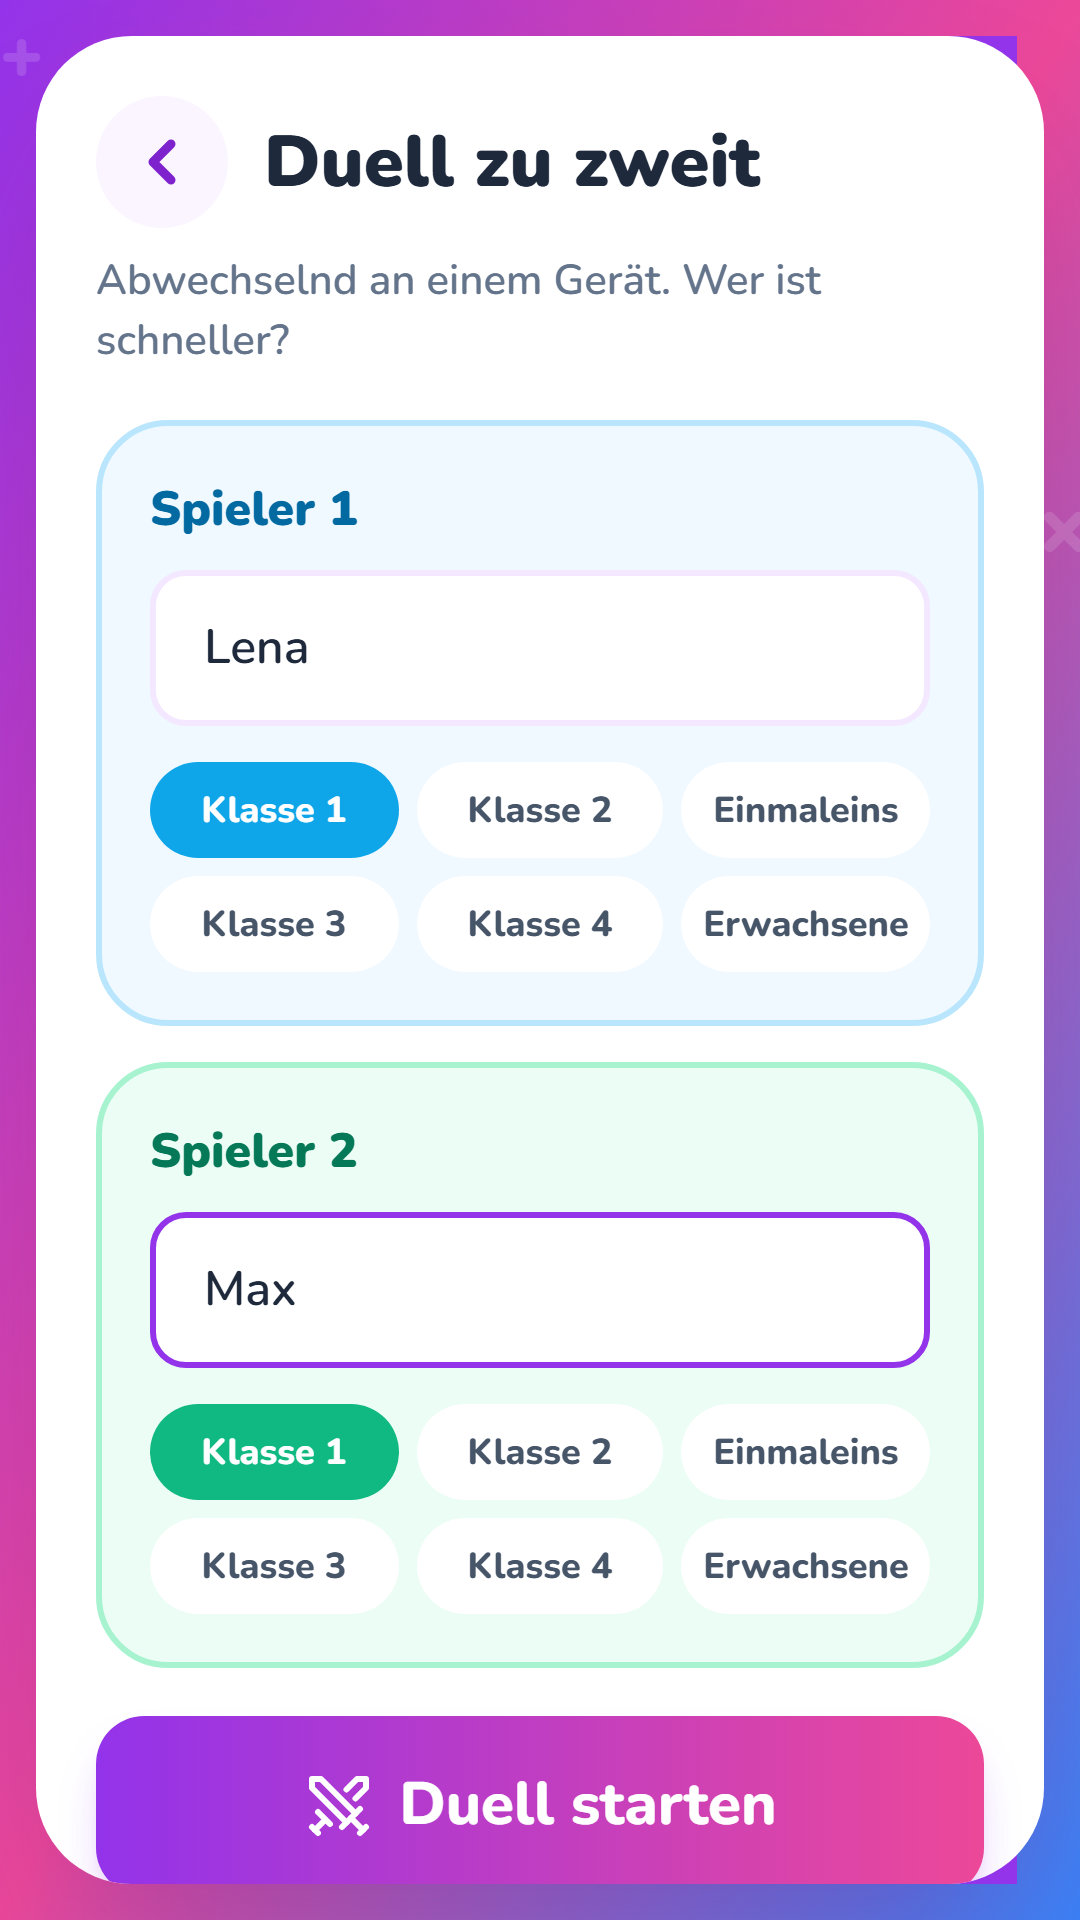 Duell zu zweit
Abwechselnd an einem Gerät. Wer ist
schneller?
Spieler 1
Lena
Klasse 1 Klasse 2 Einmaleins
Klasse 3 Klasse 4 Erwachsene
Spieler 2
Max
Klasse 1 Klasse 2 Einmaleins
Klasse 3 Klasse 4 Erwachsene
Duell starten